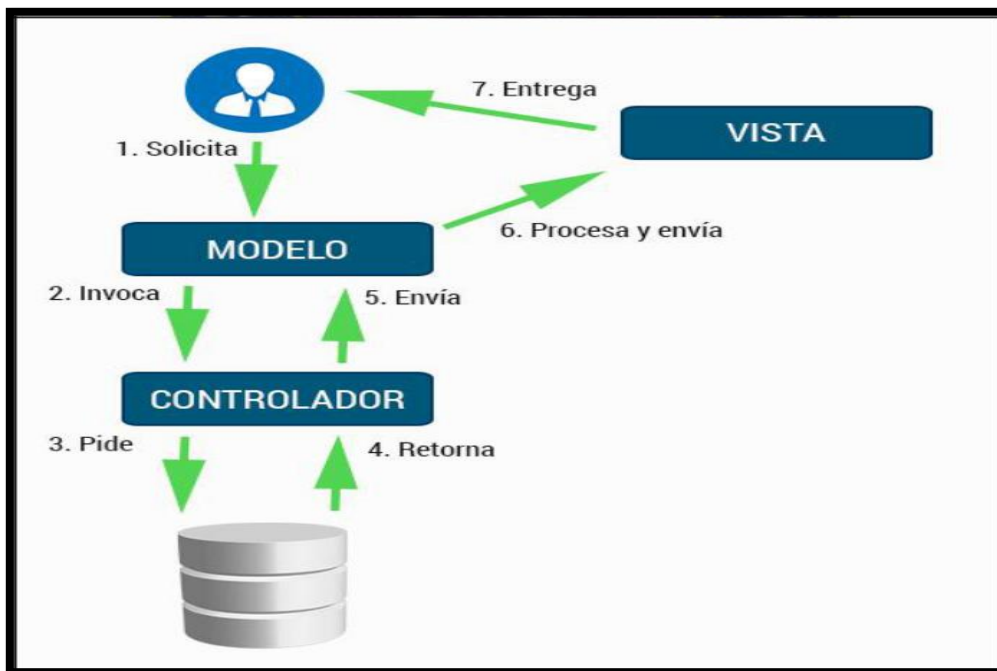 7. Entrega
VISTA
1. Solicita
6. Procesa y envía
MODELO
2. Invoca
5. Envía
CONTROLADOR
3. Pide
4. Retorna